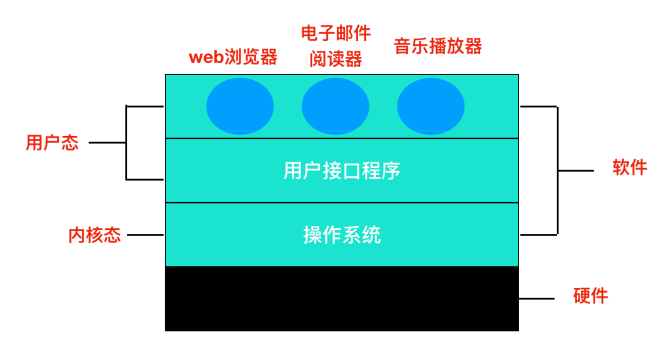 电子邮件
web浏览器
阅读器
音乐播放器
用户态
用户接口程序
软件
内核态
操作系统
硬件